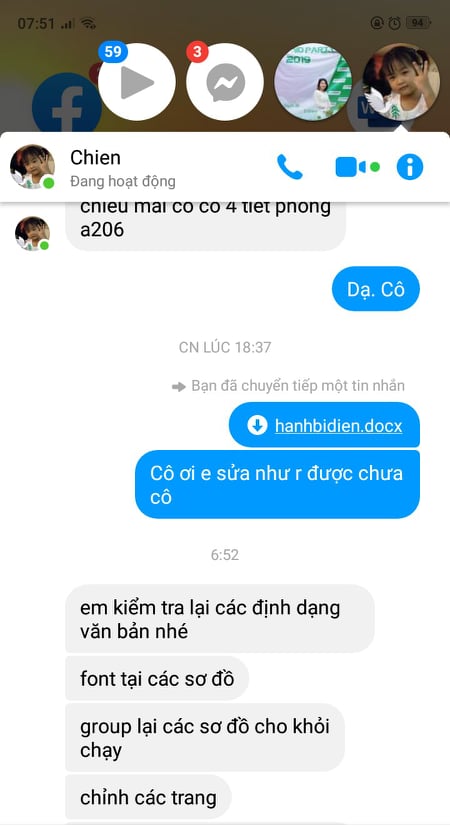 07:51
94
59
3
2019
Chien
Đang hoạt động
chiều mai cô có 4 tiết phòng
a206
Dạ. Cô
CN LÚC 18:37
Bạn đã chuyển tiếp một tin nhắn
hanhbidien.docx
Cô ơi e sửa như r được chưa
cô
6:52
em kiểm tra lại các định dạng
văn bản nhé
font tại các sơ đồ
group lại các sơ đồ cho khỏi
chạy
chỉnh các trang